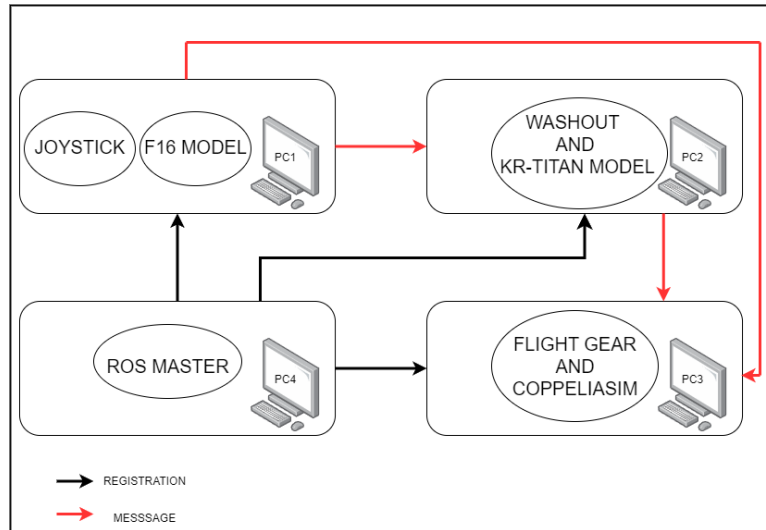 JOYSTICK
F16 MODEL
PC1
WASHOUT
AND
KR-TITAN MODEL
PC2
ROS MASTER
PC4
FLIGHT GEAR
AND
COPPELIASIM
PC3
REGISTRATION
MESSSAGE